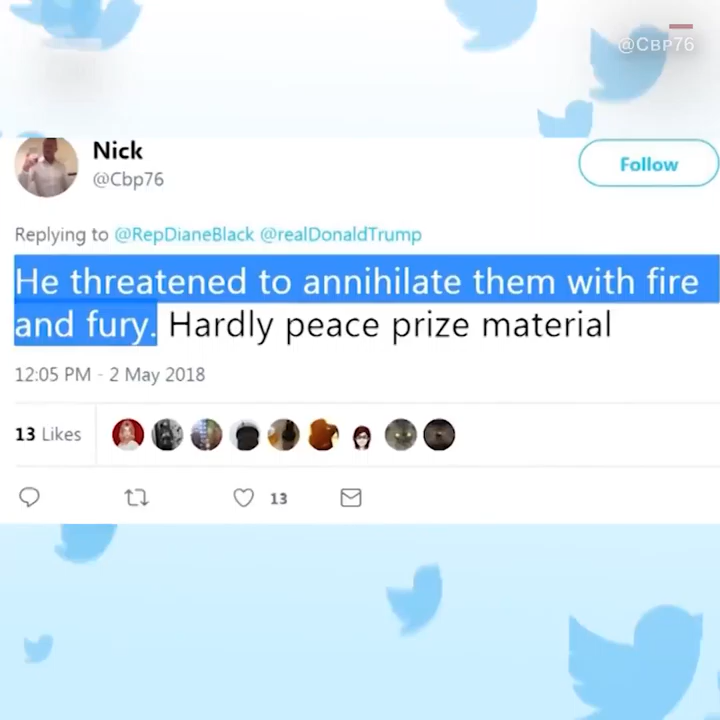 @CBP76
Nick
@Cbp76
Follow
Replying to @RepDianeBlack @realDonaldTrump
He threatened to annihilate them with fire
and fury. Hardly peace prize material
12:05 PM - 2 May 2018
13 Likes
13